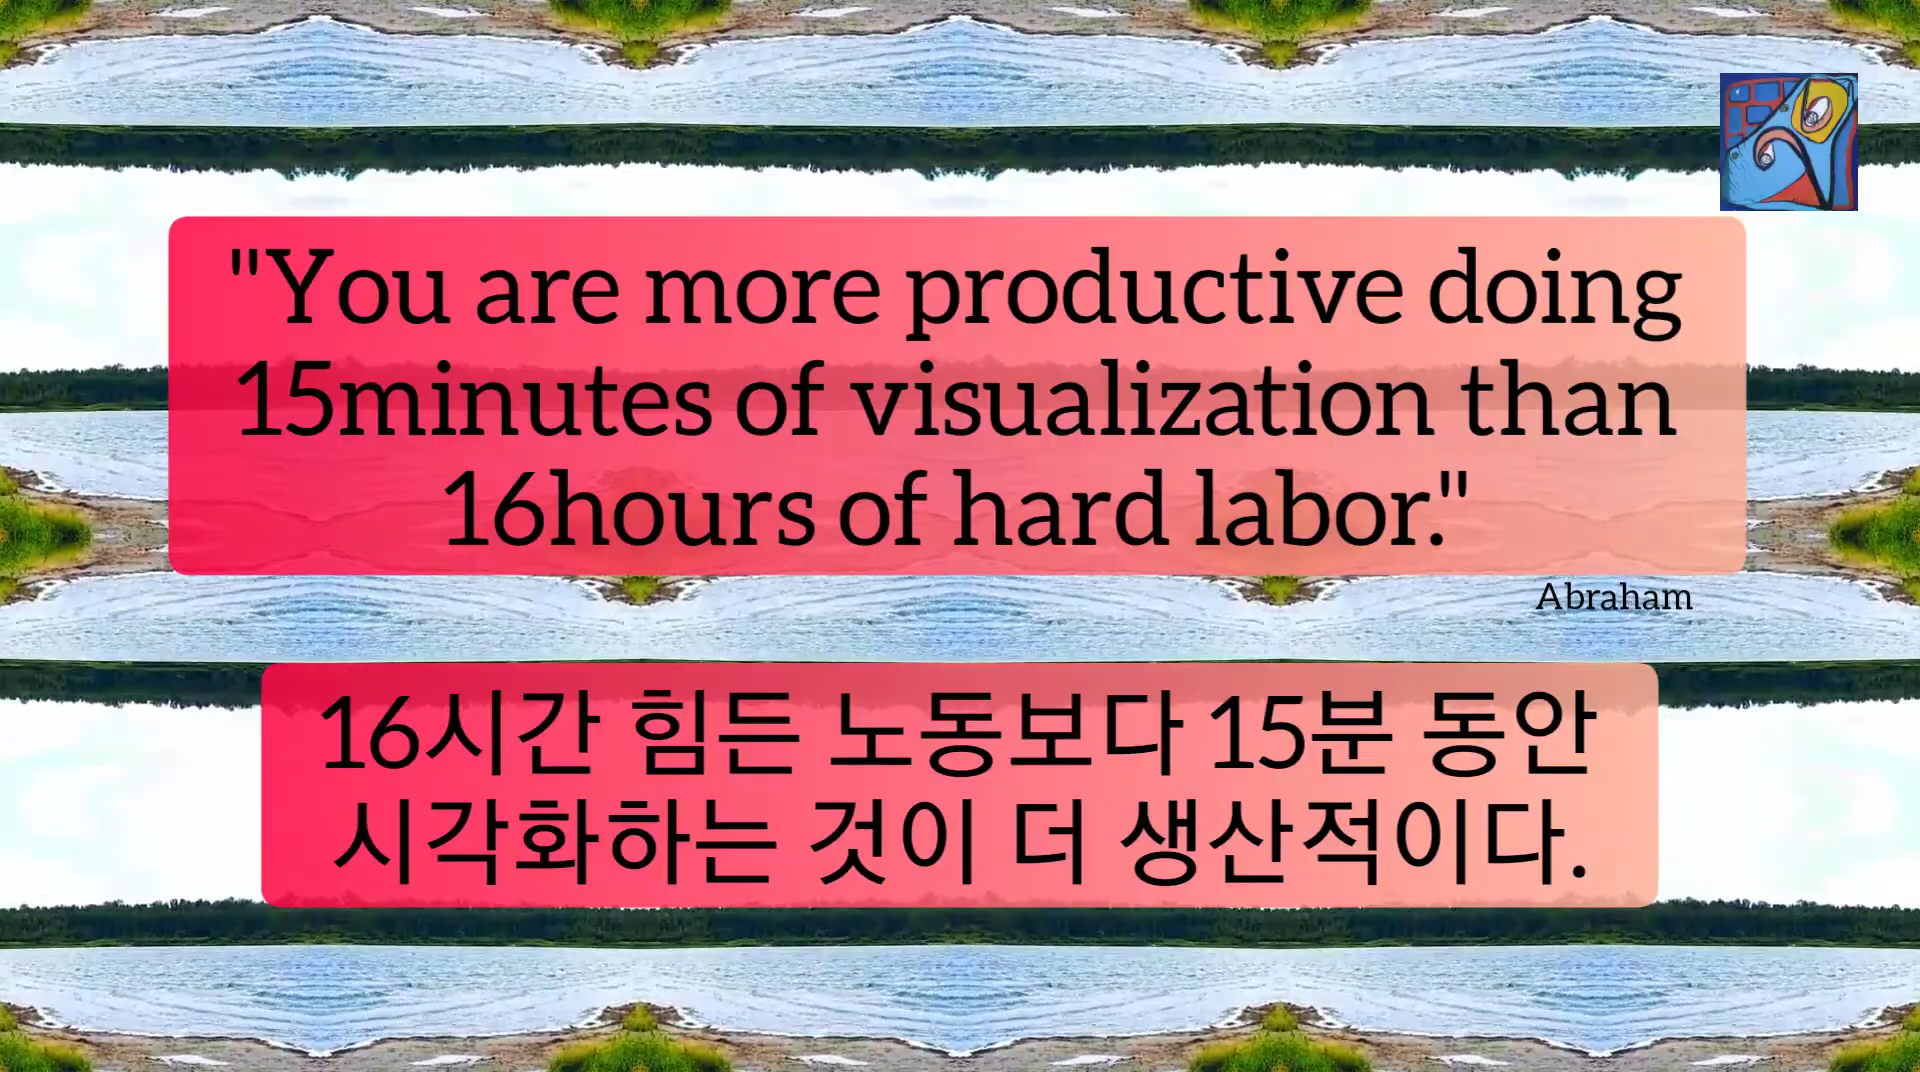 "You are more productive doing
15minutes of visualization than
16hours of hard labor."
Abraham
16시간 힘든 노동보다 15분 동안
시각화하는 것이 더 생산적이다.